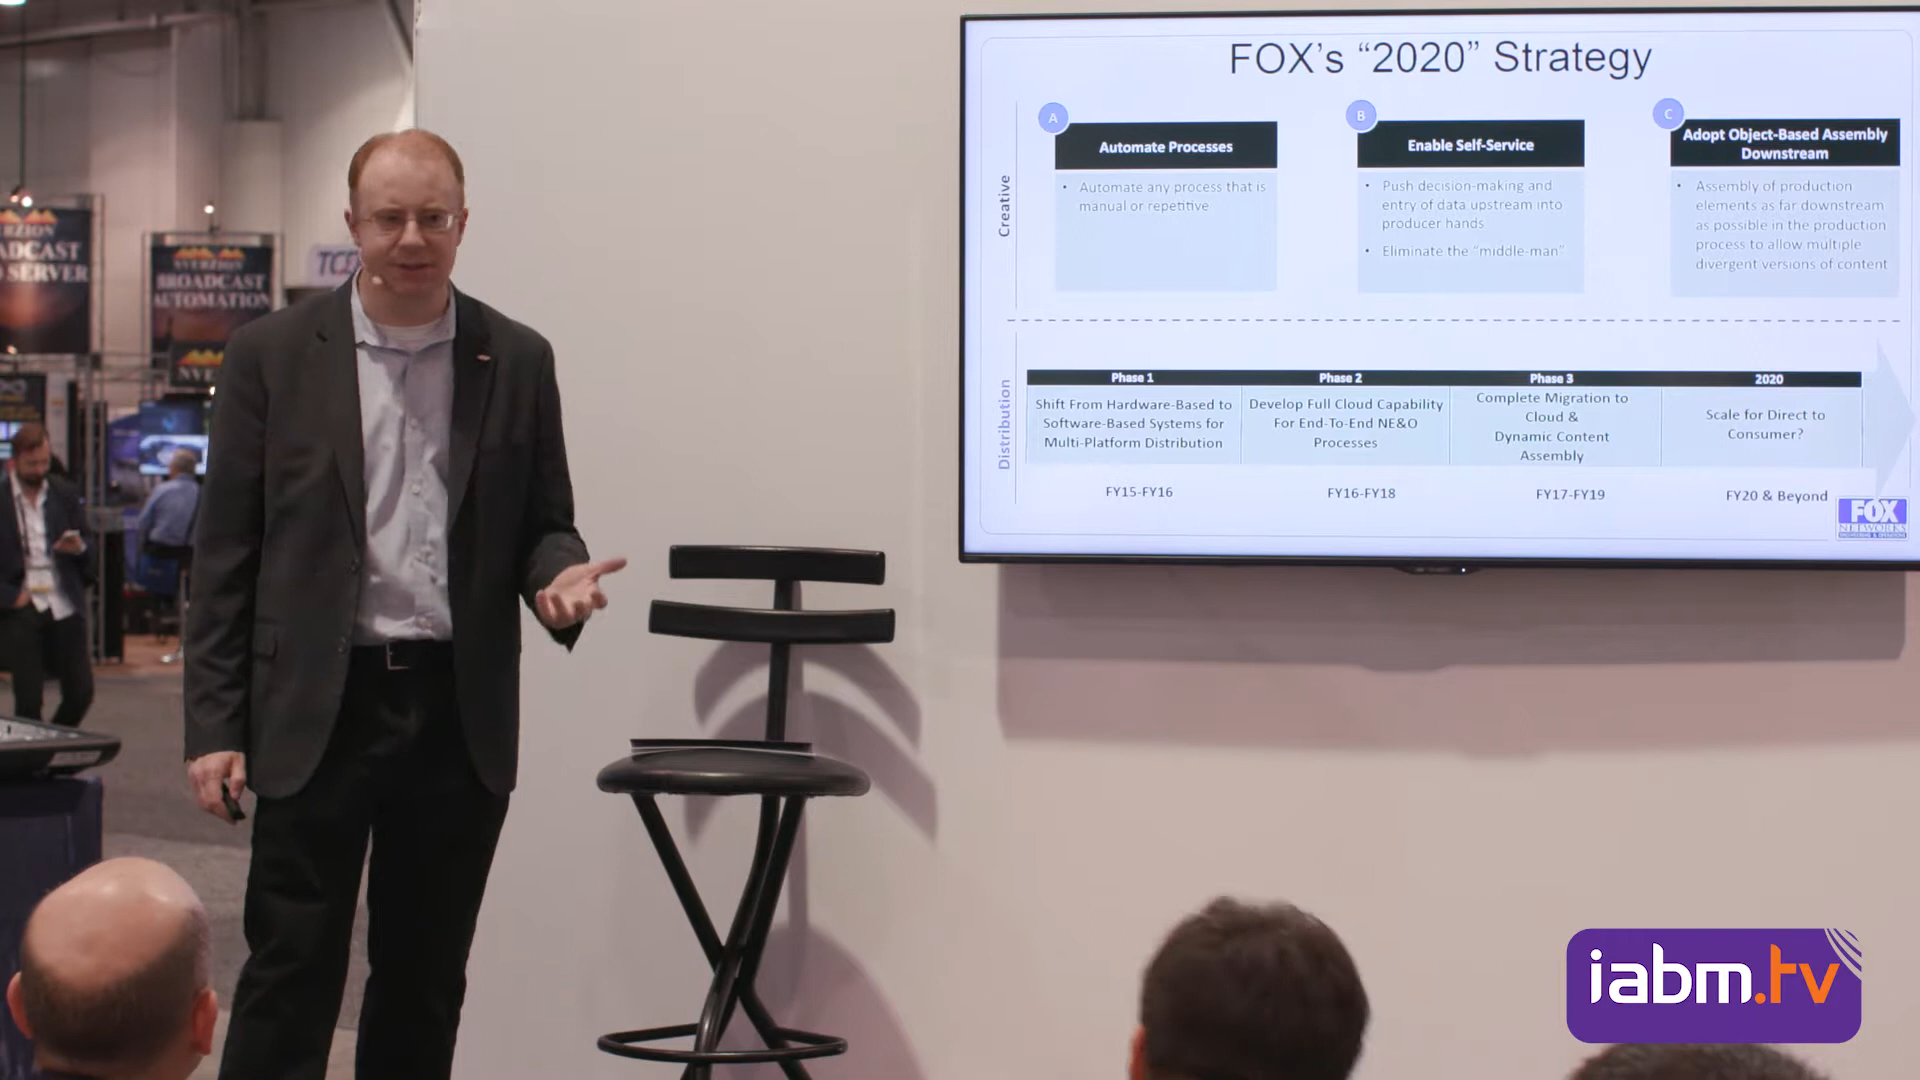 FOX's "2020" Strategy
Creative
A
Automate Processes
• Automate any process that is
manual or repetitive
B
Enable Self-Service
• Push decision-making and
entry of data upstream into
producer hands
• Eliminate the "middle-man"
C
Adopt Object-Based Assembly
Downstream
• Assembly of production
elements as far downstream
as possible in the production
process to allow multiple
divergent versions of content
Distribution
Phase 1
Shift From Hardware-Based to
Software-Based Systems for
Multi-Platform Distribution
FY15-FY16
Phase 2
Develop Full Cloud Capability
For End-To-End NE&O
Processes
FY16-FY18
Phase 3
Complete Migration to
Cloud &
Dynamic Content
Assembly
FY17-FY19
2020
Scale for Direct to
Consumer?
FY20 & Beyond
FOX
NETWORKS
ENGINEERING & OPERATIONS
SERVER
NVERZION
BROADCAST
AUTOMATION
iabm.tv